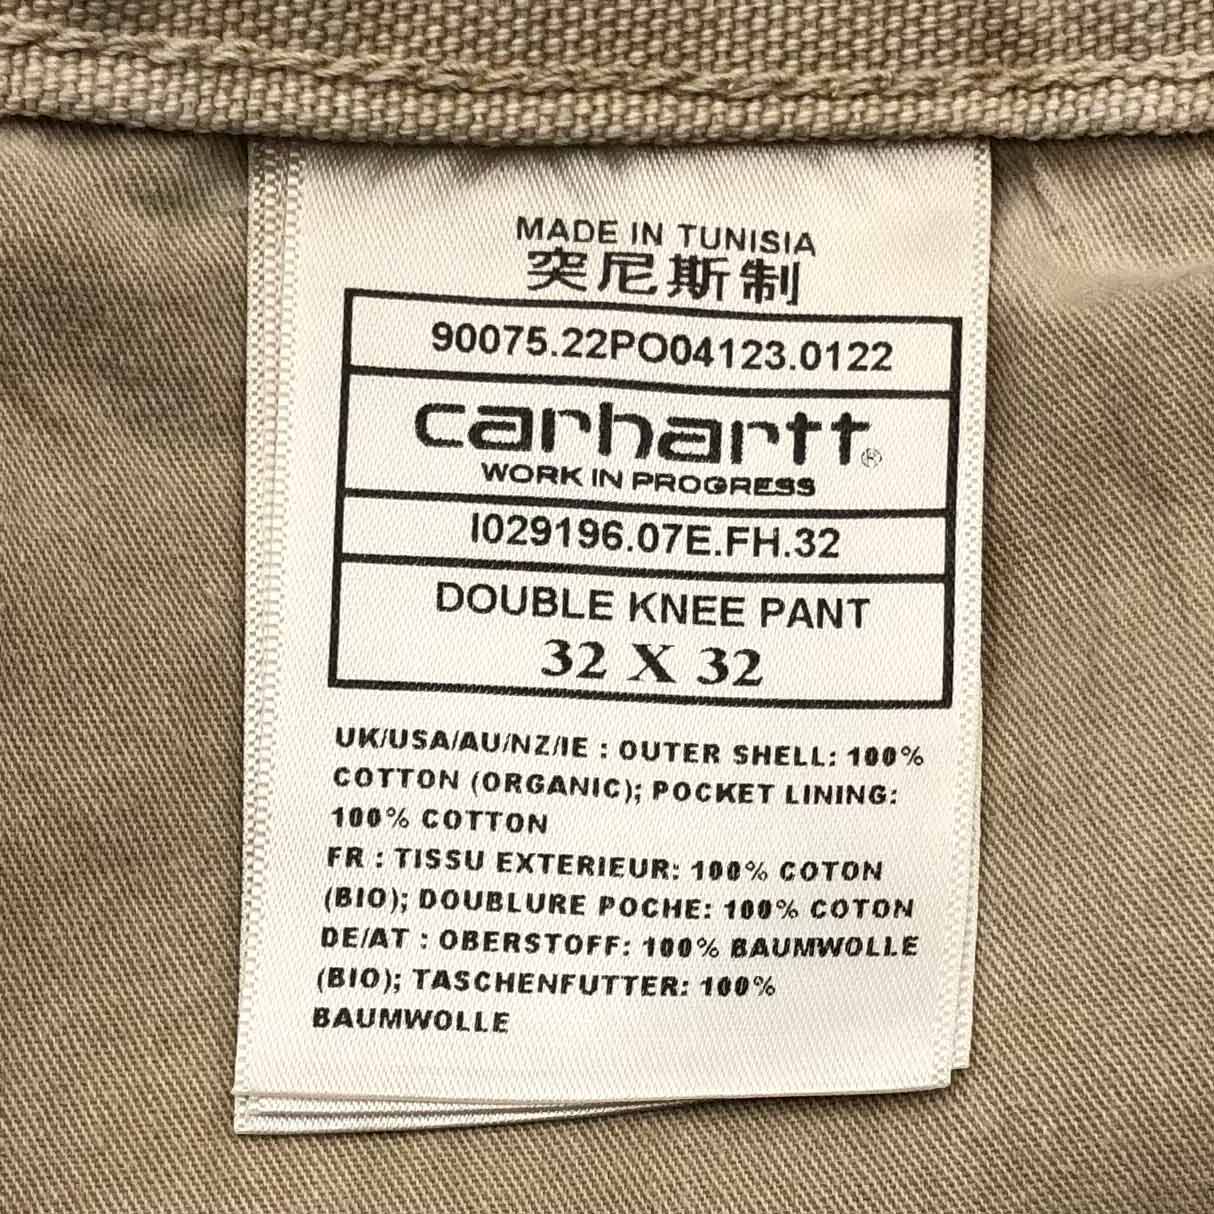 MADE IN TUNISIA
突尼斯制
90075.22PO04123.0122
carhartt®
WORK IN PROGRESS
I029196.07E.FH.32
DOUBLE KNEE PANT
32 X 32
UK/USA/AU/NZ/IE : OUTER SHELL: 100%
COTTON (ORGANIC); POCKET LINING:
100% COTTON
FR : TISSU EXTERIEUR: 100% COTON
(BIO); DOUBLURE POCHE: 100% COTON
DE/AT : OBERSTOFF: 100% BAUMWOLLE
(BIO); TASCHENFUTTER: 100%
BAUMWOLLE